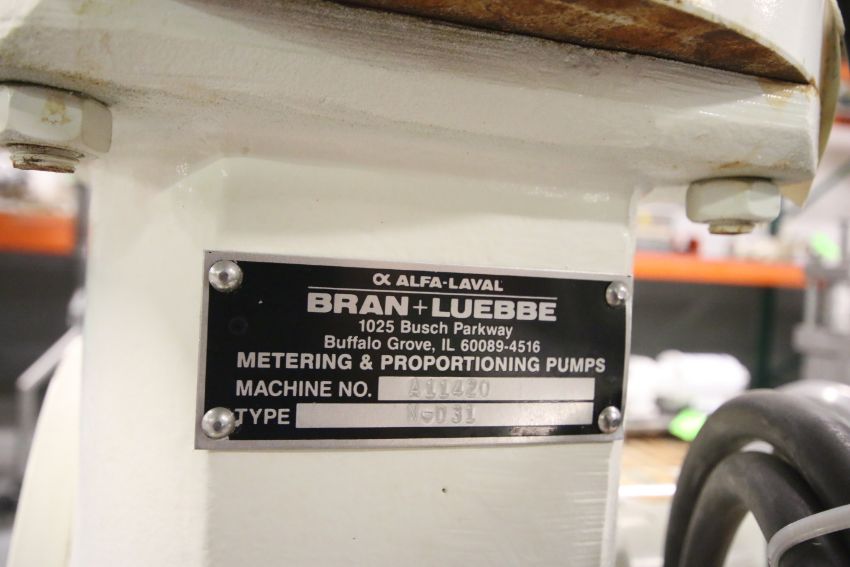 α ALFA-LAVAL
BRAN+LUEBBE
1025 Busch Parkway
Buffalo Grove, IL 60089-4516
METERING & PROPORTIONING PUMPS
MACHINE NO. A11420
TYPE N-D31